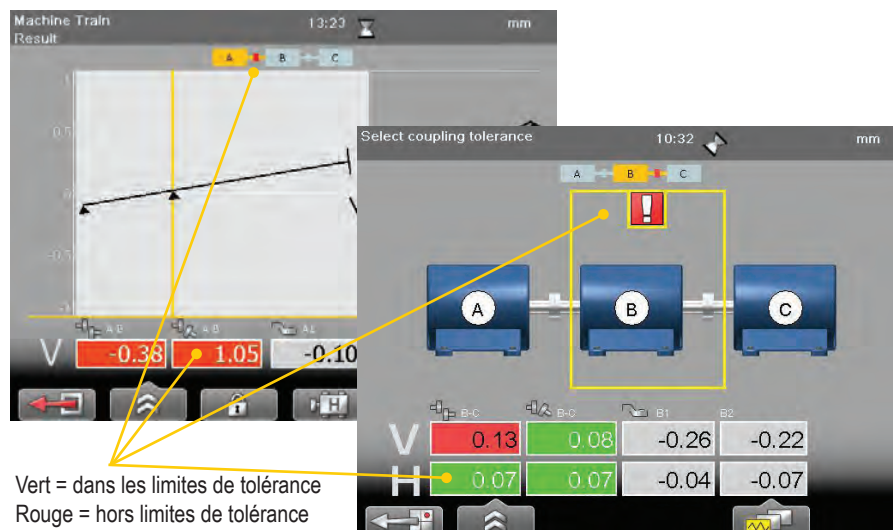 Machine Train 13:23 mm
Result
A B C
1
0.5
0
-0.5
-1
A-B A-B A1
V -0.38 1.05 -0.10
H
Select coupling tolerance 10:32 mm
A B C
!
A B C
B-C B-C B1 B2
V 0.13 0.08 -0.26 -0.22
H 0.07 0.07 -0.04 -0.07
Vert = dans les limites de tolérance
Rouge = hors limites de tolérance